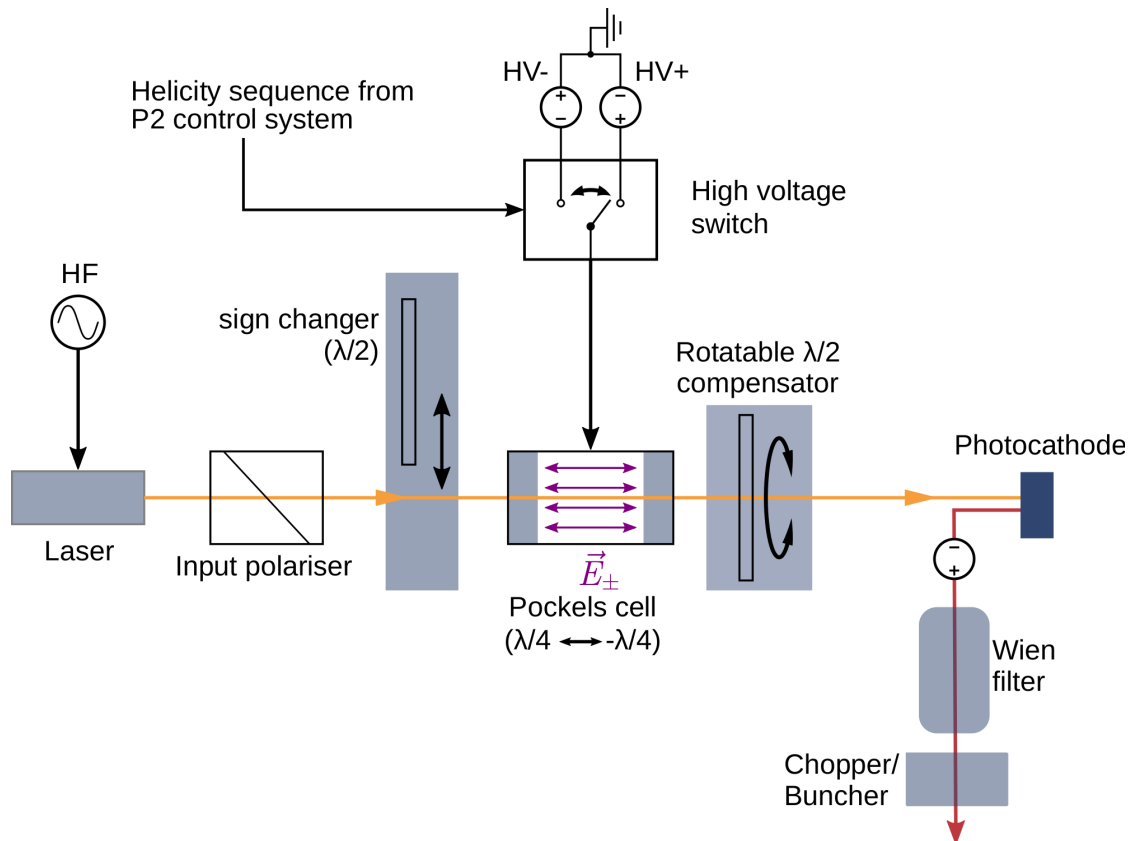 HV-
HV+
+
−
−
+
Helicity sequence from
P2 control system
High voltage
switch
HF
sign changer
(λ/2)
Rotatable λ/2
compensator
Photocathode
Laser
Input polariser
E⃗±
Pockels cell
(λ/4 ↔ -λ/4)
−
+
Wien
filter
Chopper/
Buncher